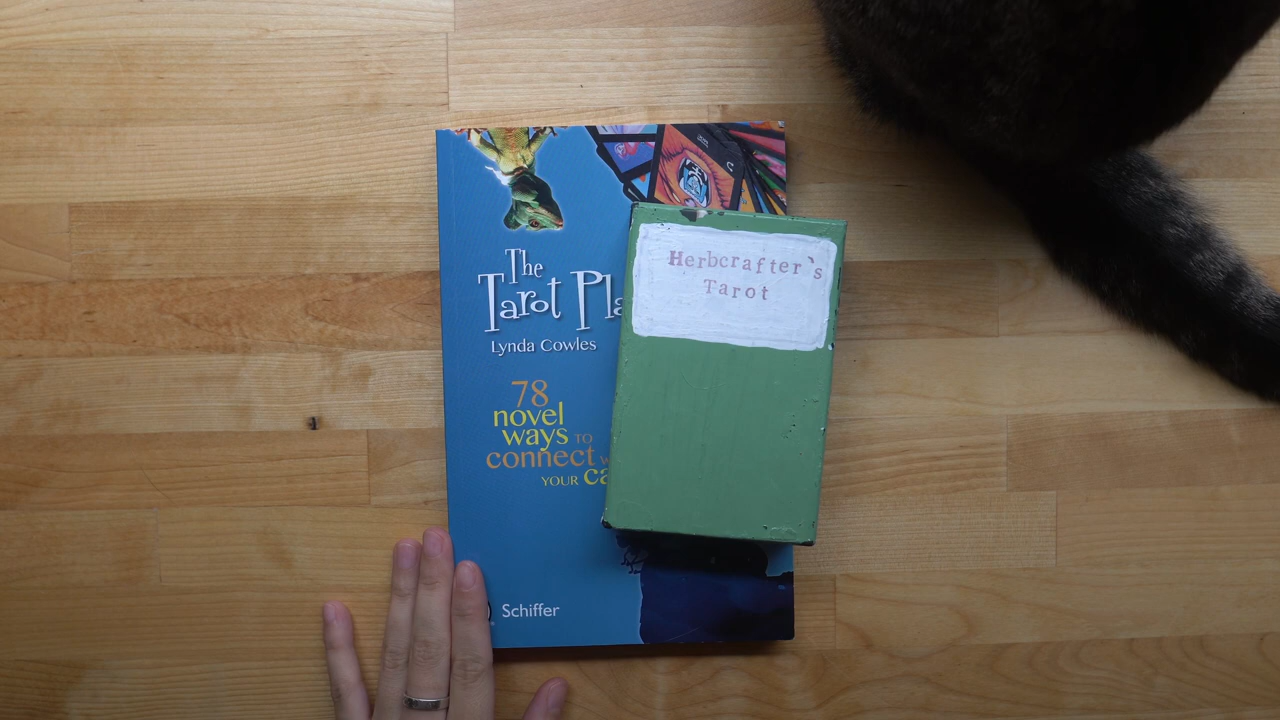 The
Tarot Pla
Lynda Cowles
78
novel
ways TO
connect w
YOUR ca
Schiffer
Herbcrafter`s
Tarot